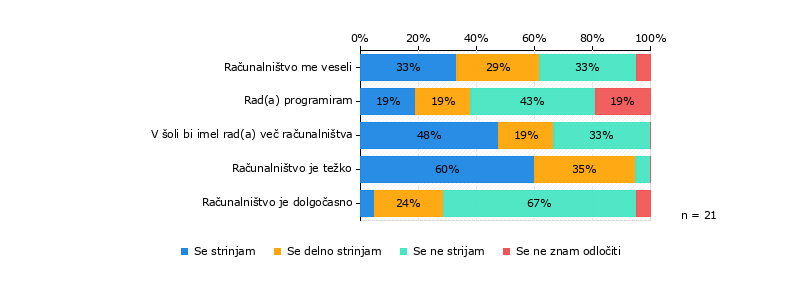 0% 20% 40% 60% 80% 100%
Računalništvo me veseli 33% 29% 33%
Rad(a) programiram 19% 19% 43% 19%
V šoli bi imel rad(a) več računalništva 48% 19% 33%
Računalništvo je težko 60% 35%
Računalništvo je dolgočasno 24% 67%
n = 21
Se strinjam Se delno strinjam Se ne strijam Se ne znam odločiti